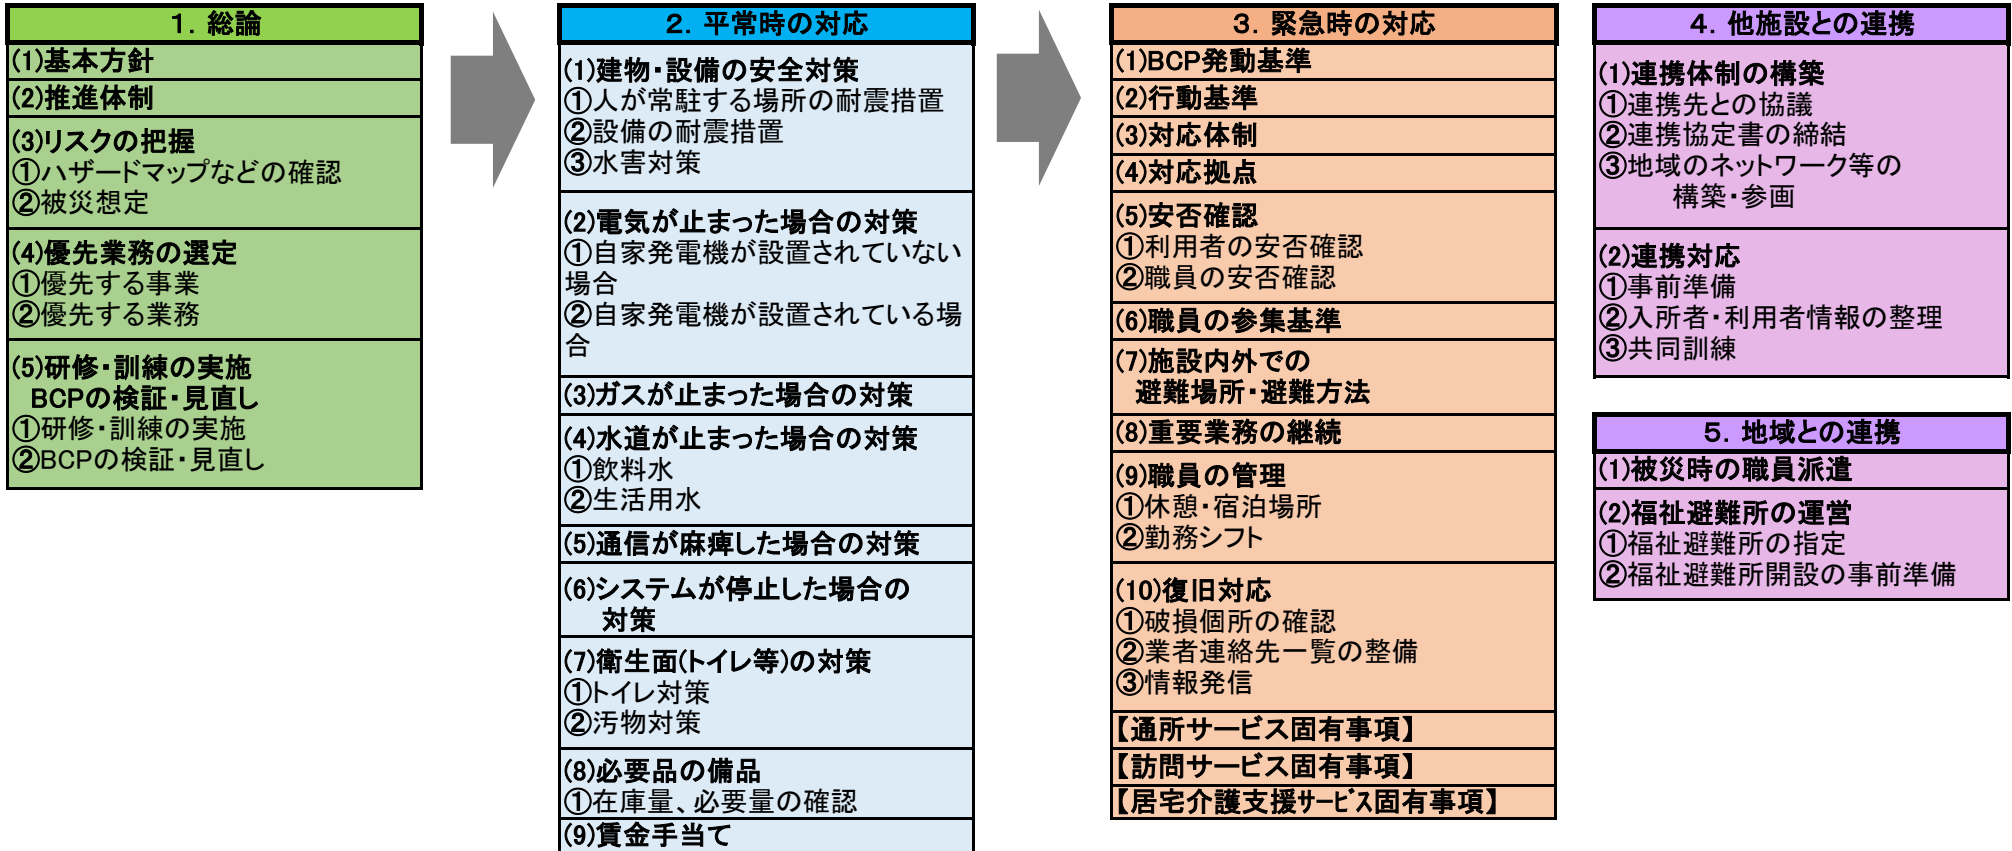 １．総論
(1)基本方針
(2)推進体制
(3)リスクの把握
①ハザードマップなどの確認
②被災想定
(4)優先業務の選定
①優先する事業
②優先する業務
(5)研修・訓練の実施
BCPの検証・見直し
①研修・訓練の実施
②BCPの検証・見直し
２．平常時の対応
(1)建物・設備の安全対策
①人が常駐する場所の耐震措置
②設備の耐震措置
③水害対策
(2)電気が止まった場合の対策
①自家発電機が設置されていない
場合
②自家発電機が設置されている場
合
(3)ガスが止まった場合の対策
(4)水道が止まった場合の対策
①飲料水
②生活用水
(5)通信が麻痺した場合の対策
(6)システムが停止した場合の
対策
(7)衛生面(トイレ等)の対策
①トイレ対策
②汚物対策
(8)必要品の備品
①在庫量、必要量の確認
(9)賃金手当て
３．緊急時の対応
(1)BCP発動基準
(2)行動基準
(3)対応体制
(4)対応拠点
(5)安否確認
①利用者の安否確認
②職員の安否確認
(6)職員の参集基準
(7)施設内外での
避難場所・避難方法
(8)重要業務の継続
(9)職員の管理
①休憩・宿泊場所
②勤務シフト
(10)復旧対応
①破損個所の確認
②業者連絡先一覧の整備
③情報発信
【通所サービス固有事項】
【訪問サービス固有事項】
【居宅介護支援ｻｰﾋﾞｽ固有事項】
４．他施設との連携
(1)連携体制の構築
①連携先との協議
②連携協定書の締結
③地域のネットワーク等の
構築・参画
(2)連携対応
①事前準備
②入所者・利用者情報の整理
③共同訓練
５．地域との連携
(1)被災時の職員派遣
(2)福祉避難所の運営
①福祉避難所の指定
②福祉避難所開設の事前準備